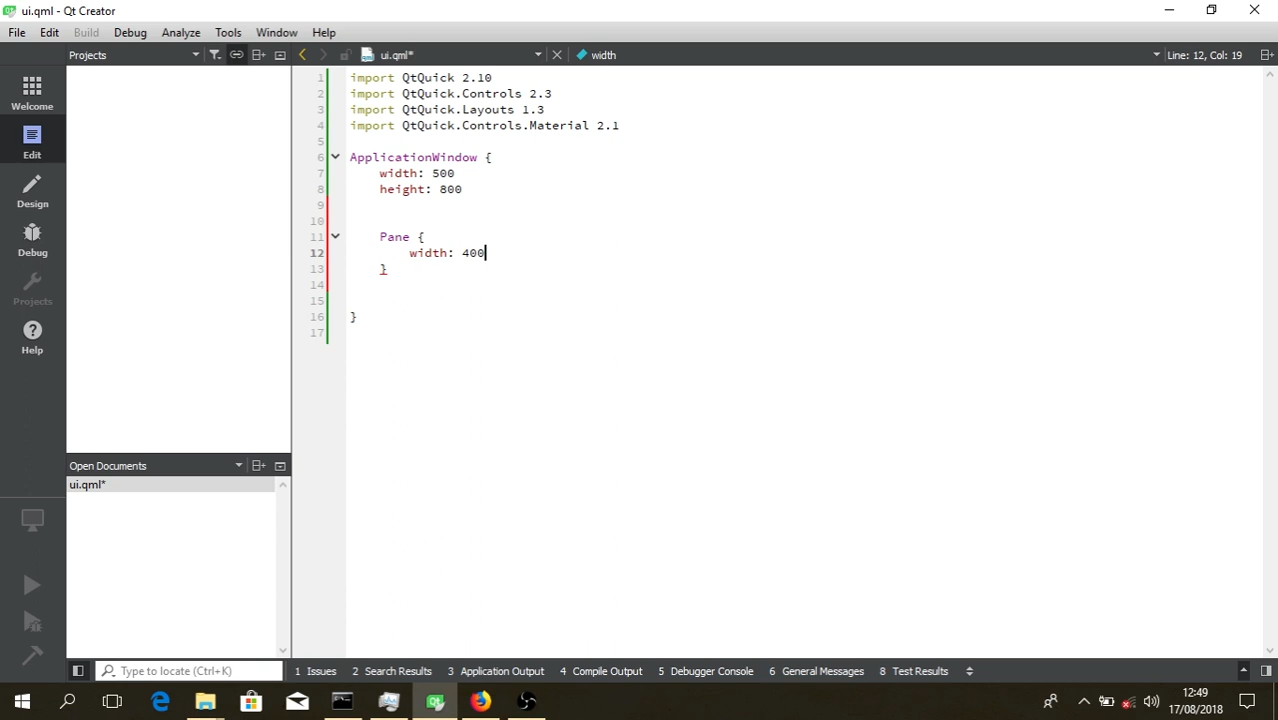 ui.qml - Qt Creator
File Edit Build Debug Analyze Tools Window Help
Projects ui.qml* width Line: 12, Col: 19
Welcome
Edit
Design
Debug
Projects
Help
1 import QtQuick 2.10
2 import QtQuick.Controls 2.3
3 import QtQuick.Layouts 1.3
4 import QtQuick.Controls.Material 2.1
5
6 ApplicationWindow {
7 width: 500
8 height: 800
9
10
11 Pane {
12 width: 400
13 }
14
15
16 }
17
Open Documents
ui.qml*
Type to locate (Ctrl+K) 1 Issues 2 Search Results 3 Application Output 4 Compile Output 5 Debugger Console 6 General Messages 8 Test Results
12:49
17/08/2018